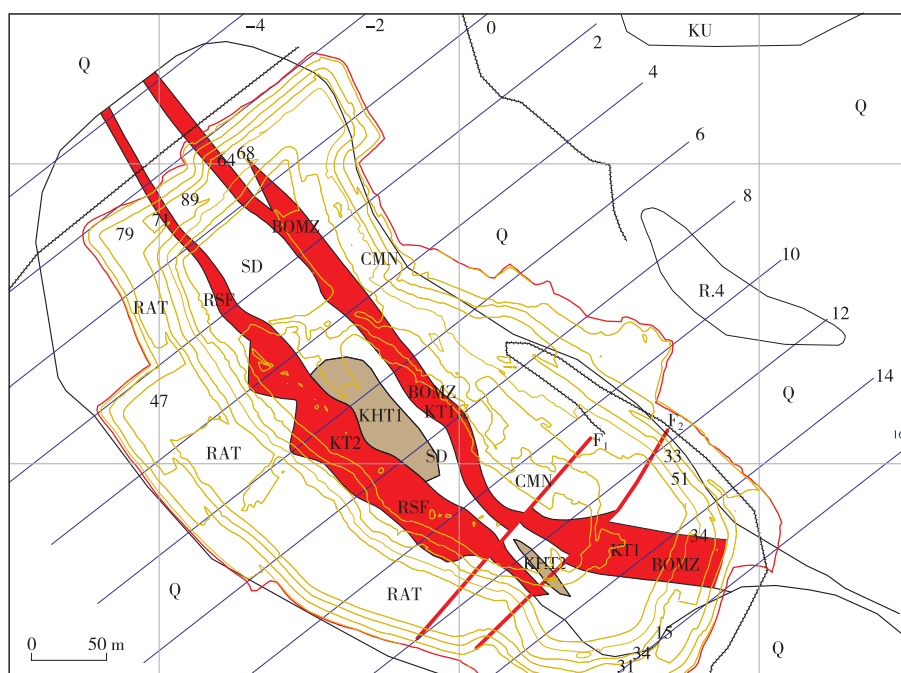 −4
−2
0
2
KU
Q
4
Q
6
64
68
89
8
71
79
BOMZ
Q
CMN
SD
10
R.4
RSF
RAT
12
14
BOMZ
Q
47
KHT1
KT1
F2
F1
16
KT2
RAT
SD
33
CMN
51
RSF
34
KT1
KHT2
BOMZ
Q
RAT
15
0
50 m
34
Q
31